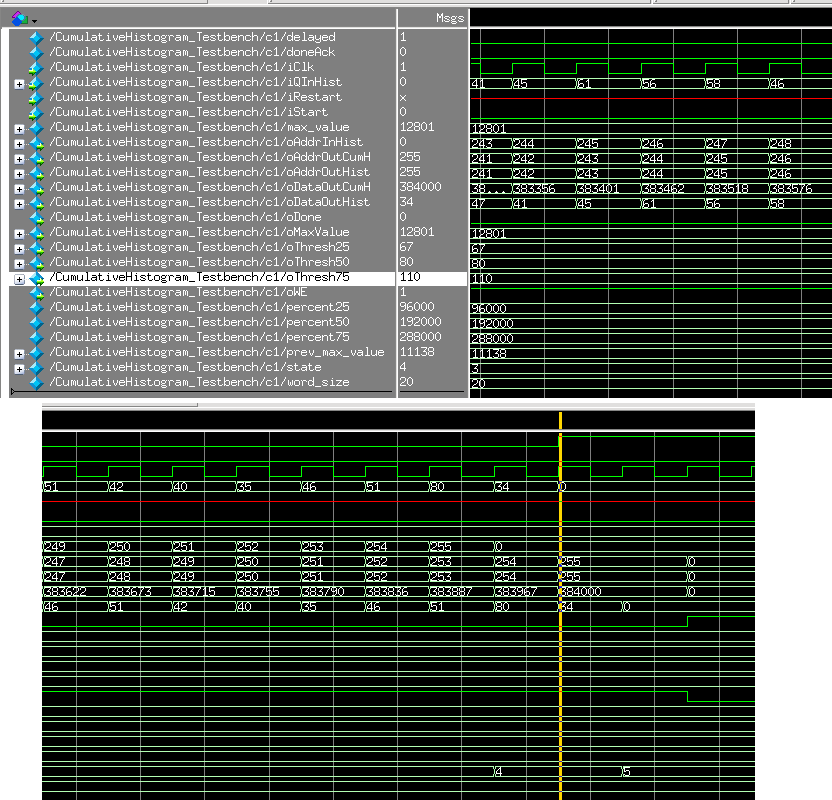 Msgs
/CumulativeHistogram_Testbench/c1/delayed 1
/CumulativeHistogram_Testbench/c1/doneAck 0
/CumulativeHistogram_Testbench/c1/iClk 1
/CumulativeHistogram_Testbench/c1/iQInHist 0 41 45 61 56 58 46
/CumulativeHistogram_Testbench/c1/iRestart x
/CumulativeHistogram_Testbench/c1/iStart 0
/CumulativeHistogram_Testbench/c1/max_value 12801 12801
/CumulativeHistogram_Testbench/c1/oAddrInHist 0 243 244 245 246 247 248
/CumulativeHistogram_Testbench/c1/oAddrOutCumH 255 241 242 243 244 245 246
/CumulativeHistogram_Testbench/c1/oAddrOutHist 255 241 242 243 244 245 246
/CumulativeHistogram_Testbench/c1/oDataOutCumH 384000 38... 383356 383401 383462 383518 383576
/CumulativeHistogram_Testbench/c1/oDataOutHist 34 47 41 45 61 56 58
/CumulativeHistogram_Testbench/c1/oDone 0
/CumulativeHistogram_Testbench/c1/oMaxValue 12801 12801
/CumulativeHistogram_Testbench/c1/oThresh25 67 67
/CumulativeHistogram_Testbench/c1/oThresh50 80 80
/CumulativeHistogram_Testbench/c1/oThresh75 110 110
/CumulativeHistogram_Testbench/c1/oWE 1
/CumulativeHistogram_Testbench/c1/percent25 96000 96000
/CumulativeHistogram_Testbench/c1/percent50 192000 192000
/CumulativeHistogram_Testbench/c1/percent75 288000 288000
/CumulativeHistogram_Testbench/c1/prev_max_value 11138 11138
/CumulativeHistogram_Testbench/c1/state 4 3
/CumulativeHistogram_Testbench/c1/word_size 20 20
51 42 40 35 46 51 80 34 0
249 250 251 252 253 254 255 0
247 248 249 250 251 252 253 254 255 0
247 248 249 250 251 252 253 254 255 0
383622 383673 383715 383755 383790 383836 383887 383967 384000 0
46 51 42 40 35 46 51 80 34 0
4 5